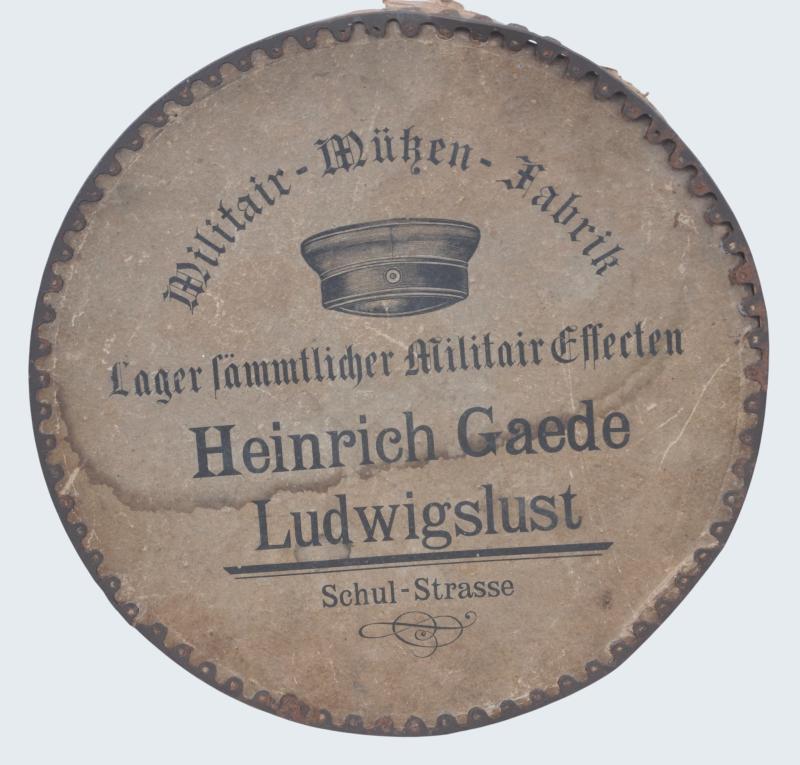 Militair-Mützen-Fabrik
Lager sämmtlicher Militair Effecten
Heinrich Gaede
Ludwigslust
Schul-Strasse